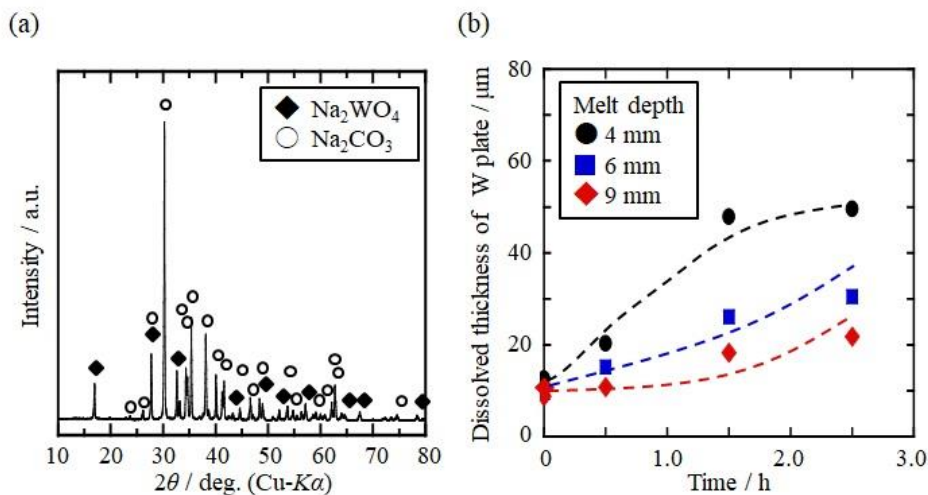 (a)
Intensity / a.u.
◆ Na₂WO₄
○ Na₂CO₃
10 20 30 40 50 60 70 80
2θ / deg. (Cu-Kα)
(b)
Dissolved thickness of W plate / μm
80
60
40
20
0
Melt depth
4 mm
6 mm
9 mm
0 1.0 2.0 3.0
Time / h